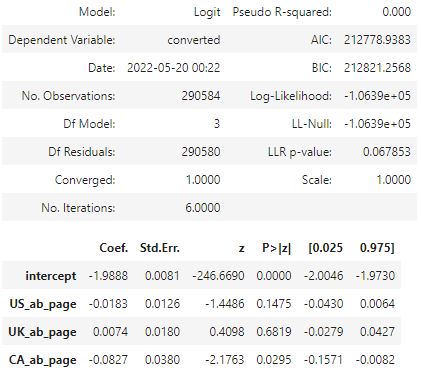 Model: Logit Pseudo R-squared: 0.000
Dependent Variable: converted AIC: 212778.9383
Date: 2022-05-20 00:22 BIC: 212821.2568
No. Observations: 290584 Log-Likelihood: -1.0639e+05
Df Model: 3 LL-Null: -1.0639e+05
Df Residuals: 290580 LLR p-value: 0.067853
Converged: 1.0000 Scale: 1.0000
No. Iterations: 6.0000
Coef. Std.Err. z P>|z| [0.025 0.975]
intercept -1.9888 0.0081 -246.6690 0.0000 -2.0046 -1.9730
US_ab_page -0.0183 0.0126 -1.4486 0.1475 -0.0430 0.0064
UK_ab_page 0.0074 0.0180 0.4098 0.6819 -0.0279 0.0427
CA_ab_page -0.0827 0.0380 -2.1763 0.0295 -0.1571 -0.0082